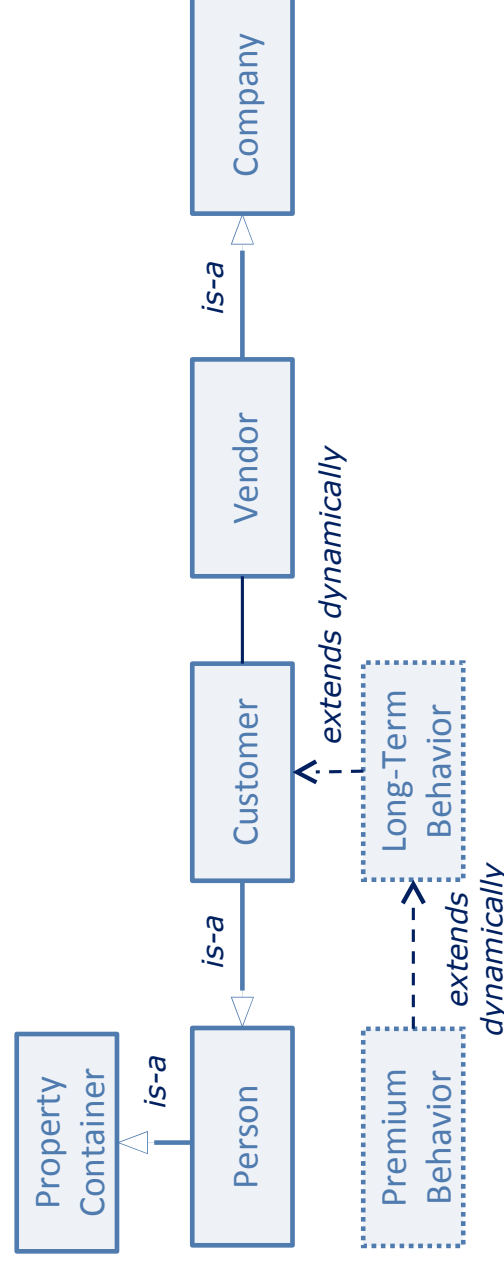 Property
Container
is-a
Person
is-a
Customer
Vendor
is-a
Company
extends dynamically
Premium
Behavior
extends
dynamically
Long-Term
Behavior